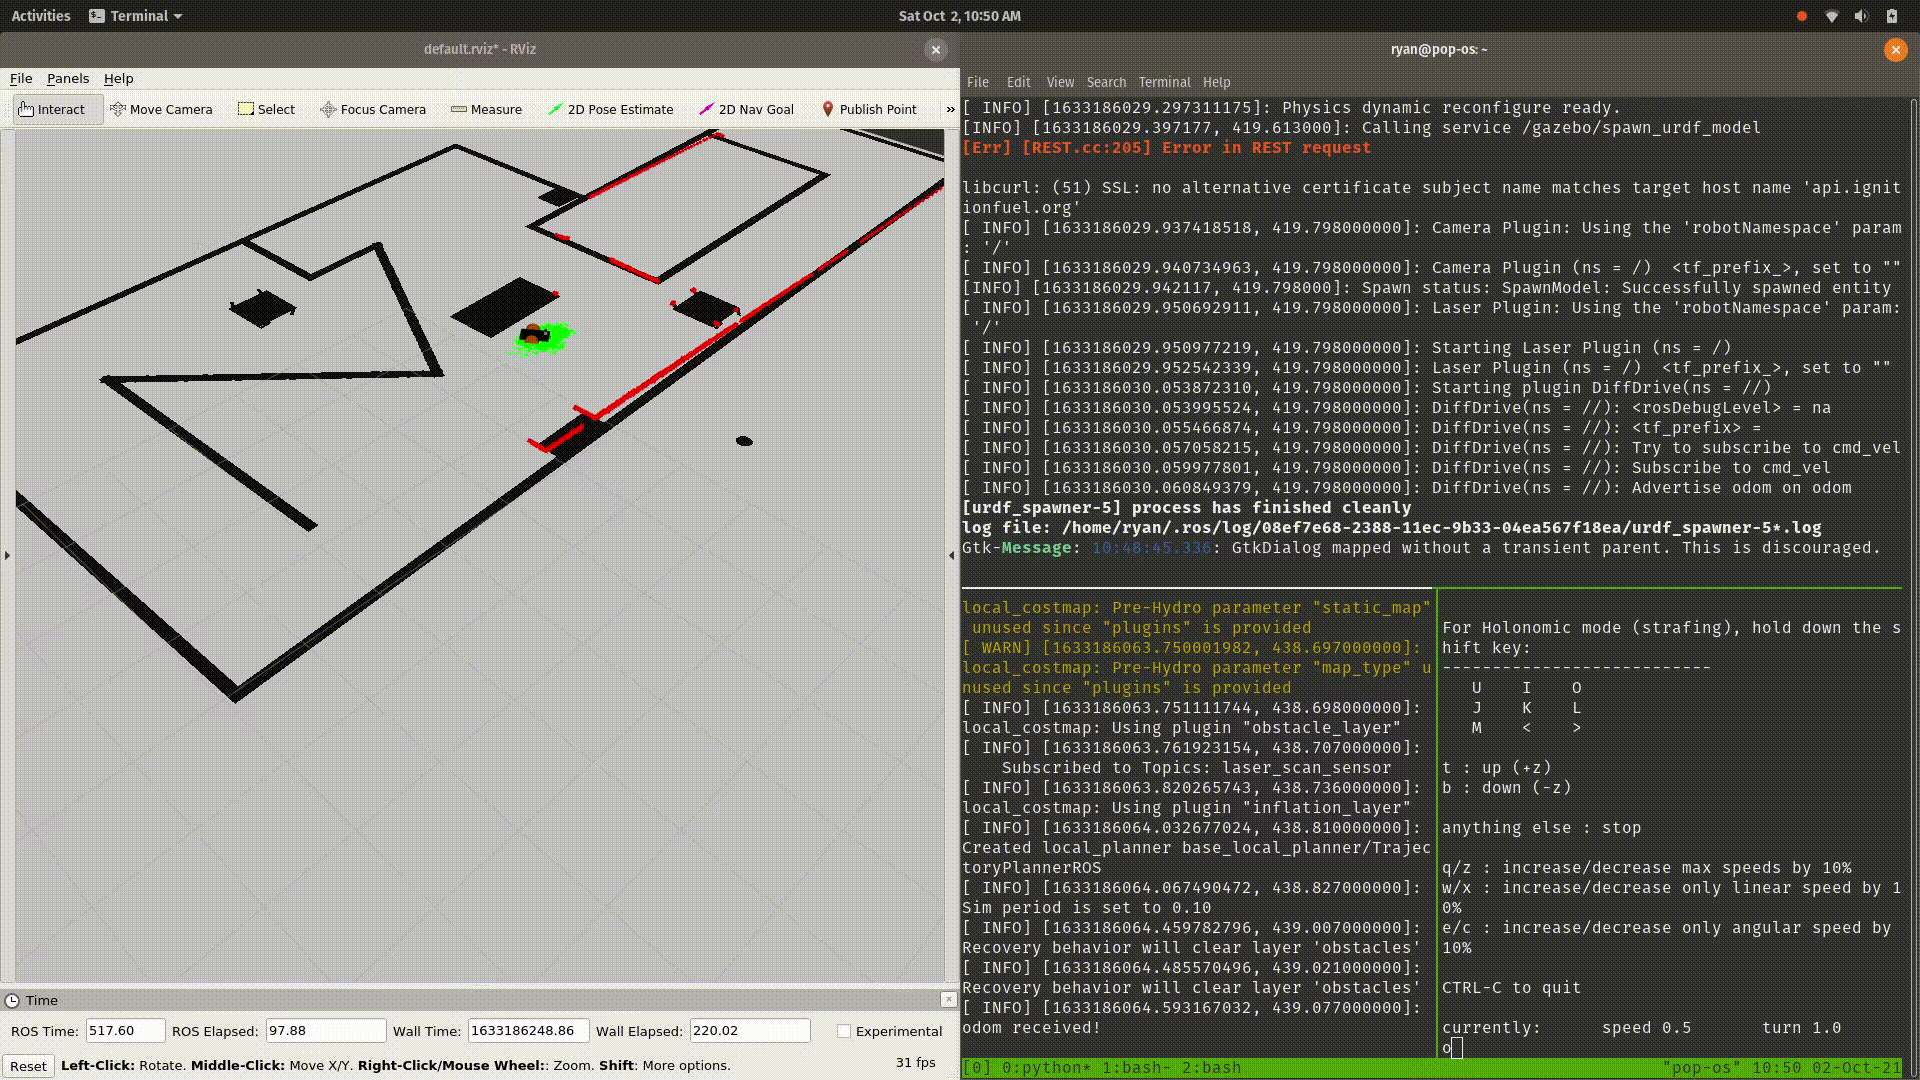 Activities Terminal Sat Oct 2, 10:50 AM
default.rviz* - RViz
File Panels Help
Interact Move Camera Select Focus Camera Measure 2D Pose Estimate 2D Nav Goal Publish Point »
Time
ROS Time: 517.60 ROS Elapsed: 97.88 Wall Time: 1633186248.86 Wall Elapsed: 220.02 Experimental
Reset Left-Click: Rotate. Middle-Click: Move X/Y. Right-Click/Mouse Wheel:: Zoom. Shift: More options. 31 fps
ryan@pop-os: ~
File Edit View Search Terminal Help
[ INFO] [1633186029.297311175]: Physics dynamic reconfigure ready.
[INFO] [1633186029.397177, 419.613000]: Calling service /gazebo/spawn_urdf_model
[Err] [REST.cc:205] Error in REST request
libcurl: (51) SSL: no alternative certificate subject name matches target host name 'api.ignit
ionfuel.org'
[ INFO] [1633186029.937418518, 419.798000000]: Camera Plugin: Using the 'robotNamespace' param
: '/'
[ INFO] [1633186029.940734963, 419.798000000]: Camera Plugin (ns = /)  <tf_prefix_>, set to ""
[INFO] [1633186029.942117, 419.798000]: Spawn status: SpawnModel: Successfully spawned entity
[ INFO] [1633186029.950692911, 419.798000000]: Laser Plugin: Using the 'robotNamespace' param:
 '/'
[ INFO] [1633186029.950977219, 419.798000000]: Starting Laser Plugin (ns = /)
[ INFO] [1633186029.952542339, 419.798000000]: Laser Plugin (ns = /)  <tf_prefix_>, set to ""
[ INFO] [1633186030.053872310, 419.798000000]: Starting plugin DiffDrive(ns = //)
[ INFO] [1633186030.053995524, 419.798000000]: DiffDrive(ns = //): <rosDebugLevel> = na
[ INFO] [1633186030.055466874, 419.798000000]: DiffDrive(ns = //): <tf_prefix> =
[ INFO] [1633186030.057058215, 419.798000000]: DiffDrive(ns = //): Try to subscribe to cmd_vel
[ INFO] [1633186030.059977801, 419.798000000]: DiffDrive(ns = //): Subscribe to cmd_vel
[ INFO] [1633186030.060849379, 419.798000000]: DiffDrive(ns = //): Advertise odom on odom
[urdf_spawner-5] process has finished cleanly
log file: /home/ryan/.ros/log/08ef7e68-2388-11ec-9b33-04ea567f18ea/urdf_spawner-5*.log
Gtk-Message: 10:48:45.336: GtkDialog mapped without a transient parent. This is discouraged.
local_costmap: Pre-Hydro parameter "static_map"
 unused since "plugins" is provided
[ WARN] [1633186063.750001982, 438.697000000]:
local_costmap: Pre-Hydro parameter "map_type" u
nused since "plugins" is provided
[ INFO] [1633186063.751111744, 438.698000000]:
local_costmap: Using plugin "obstacle_layer"
[ INFO] [1633186063.761923154, 438.707000000]:
    Subscribed to Topics: laser_scan_sensor
[ INFO] [1633186063.820265743, 438.736000000]:
local_costmap: Using plugin "inflation_layer"
[ INFO] [1633186064.032677024, 438.810000000]:
Created local_planner base_local_planner/Trajec
toryPlannerROS
[ INFO] [1633186064.067490472, 438.827000000]:
Sim period is set to 0.10
[ INFO] [1633186064.459782796, 439.007000000]:
Recovery behavior will clear layer 'obstacles'
[ INFO] [1633186064.485570496, 439.021000000]:
Recovery behavior will clear layer 'obstacles'
[ INFO] [1633186064.593167032, 439.077000000]:
odom received!
For Holonomic mode (strafing), hold down the s
hift key:
---------------------------
   U    I    O
   J    K    L
   M    <    >
t : up (+z)
b : down (-z)
anything else : stop
q/z : increase/decrease max speeds by 10%
w/x : increase/decrease only linear speed by 1
0%
e/c : increase/decrease only angular speed by
10%
CTRL-C to quit
currently:      speed 0.5       turn 1.0
o
[0] 0:python* 1:bash- 2:bash "pop-os" 10:50 02-Oct-21